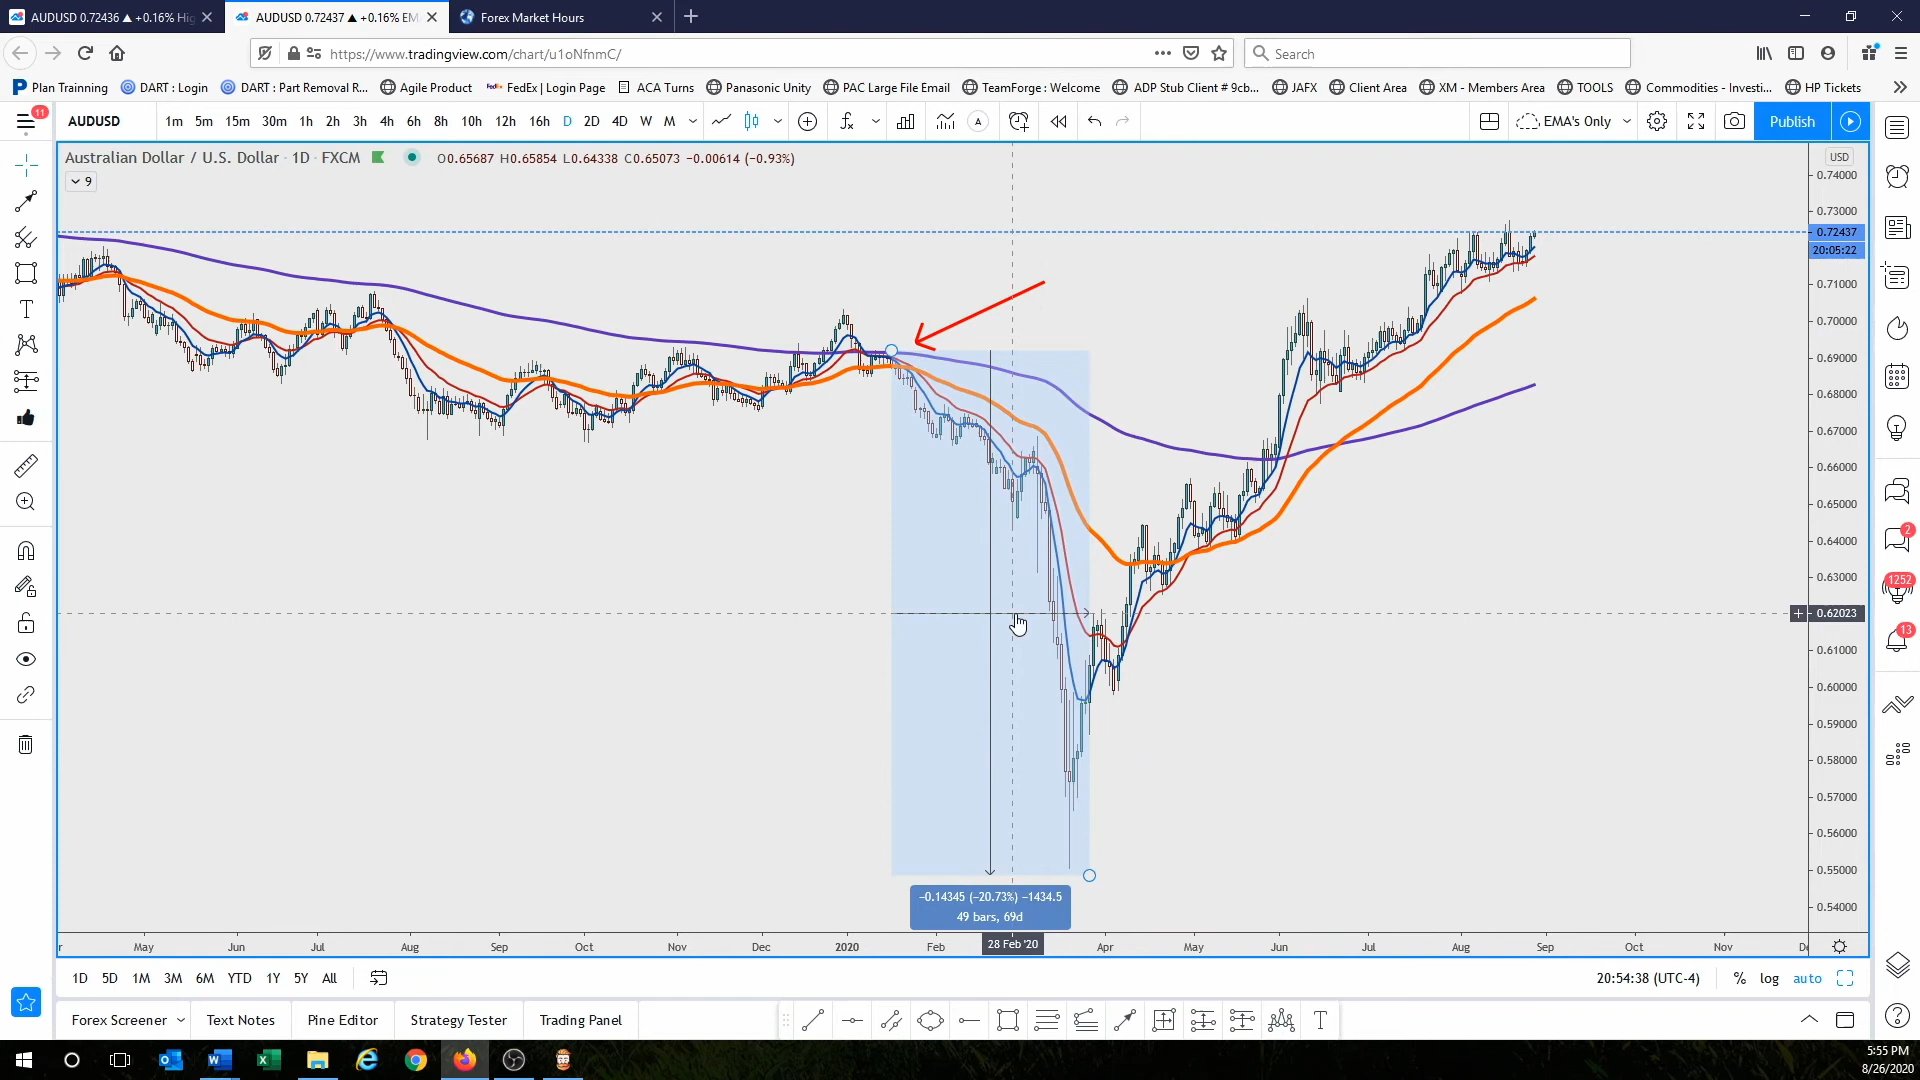 AUDUSD 0.72436 ▲ +0.16% Hig
AUDUSD 0.72437 ▲ +0.16% EM
Forex Market Hours
https://www.tradingview.com/chart/u1oNfnmC/
Search
Plan Trainning
DART : Login
DART : Part Removal R...
Agile Product
FedEx | Login Page
ACA Turns
Panasonic Unity
PAC Large File Email
TeamForge : Welcome
ADP Stub Client # 9cb...
JAFX
Client Area
XM - Members Area
TOOLS
Commodities - Investi...
HP Tickets
11
AUDUSD
1m 5m 15m 30m 1h 2h 3h 4h 6h 8h 10h 12h 16h D 2D 4D W M
A
EMA's Only
Publish
Australian Dollar / U.S. Dollar · 1D · FXCM
O0.65687 H0.65854 L0.64338 C0.65073 −0.00614 (−0.93%)
9
USD
0.74000
0.73000
0.72437
20:05:22
0.71000
0.70000
0.69000
0.68000
0.67000
0.66000
0.65000
0.64000
0.63000
0.62023
0.61000
0.60000
0.59000
0.58000
0.57000
0.56000
0.55000
0.54000
2
1252
13
−0.14345 (−20.73%) −1434.5
49 bars, 69d
r May Jun Jul Aug Sep Oct Nov Dec 2020 Feb 28 Feb '20 Apr May Jun Jul Aug Sep Oct Nov De
1D 5D 1M 3M 6M YTD 1Y 5Y All
20:54:38 (UTC-4) % log auto
Forex Screener
Text Notes
Pine Editor
Strategy Tester
Trading Panel
5:55 PM
8/26/2020